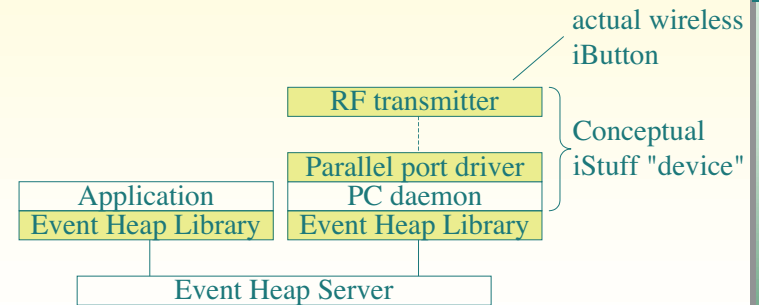 actual wireless
iButton
RF transmitter
Conceptual
iStuff "device"
Parallel port driver
Application
PC daemon
Event Heap Library
Event Heap Library
Event Heap Server